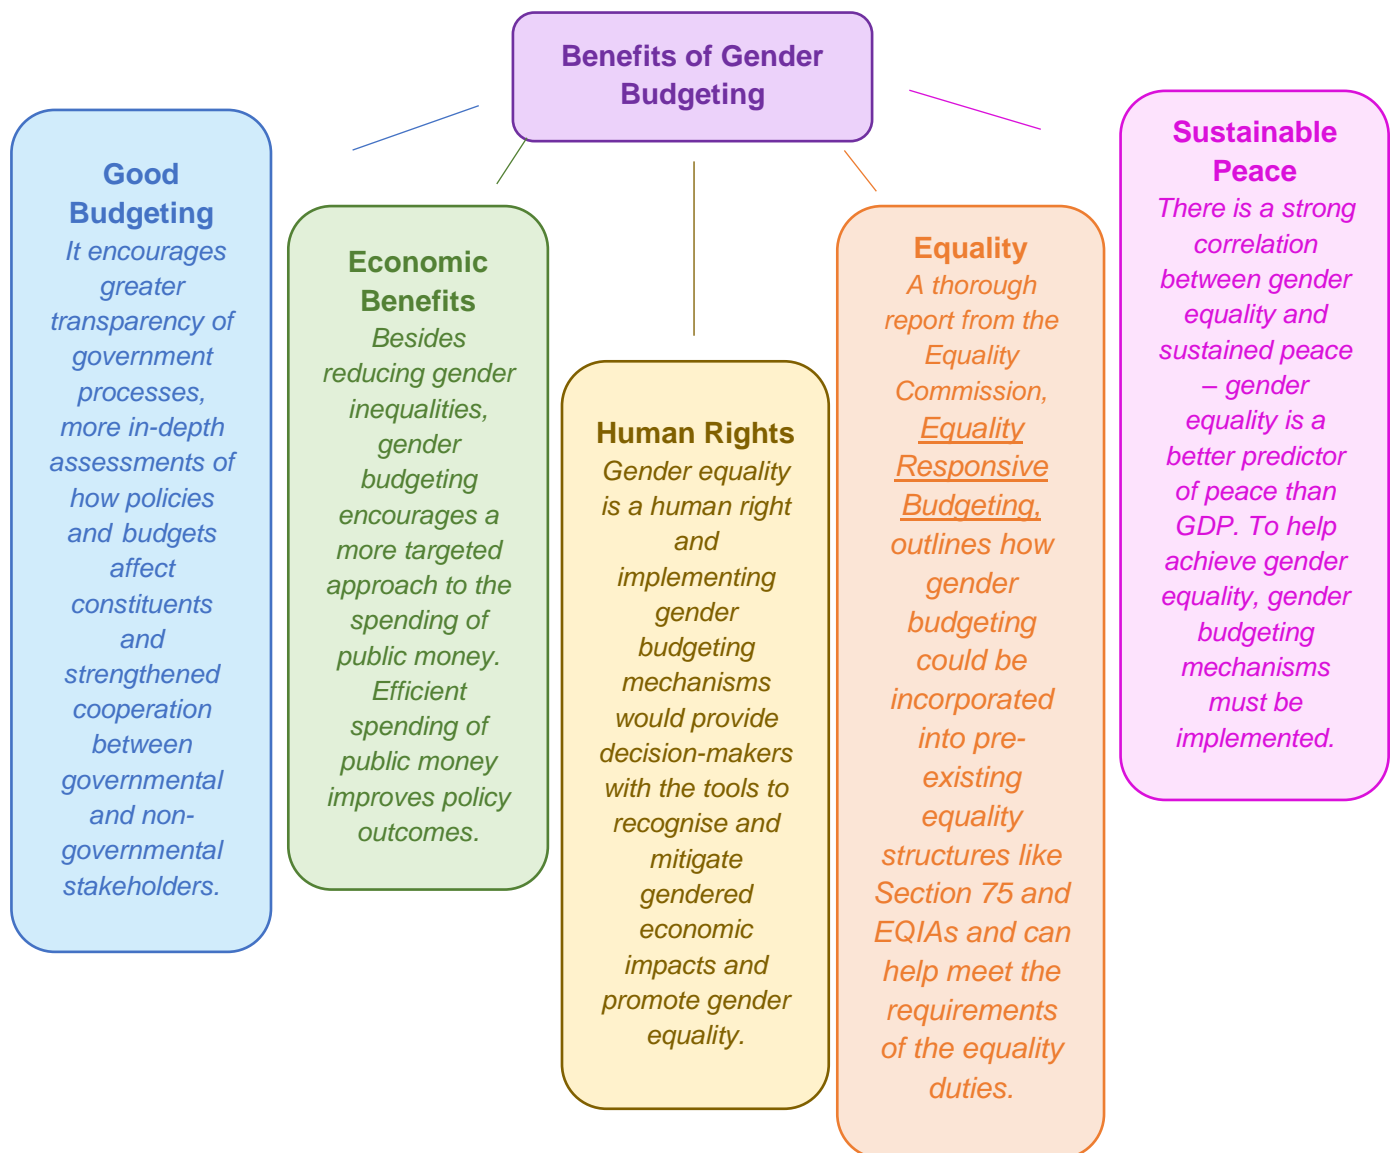 Benefits of Gender
Budgeting
Good
Budgeting
It encourages
greater
transparency of
government
processes,
more in-depth
assessments of
how policies
and budgets
affect
constituents
and
strengthened
cooperation
between
governmental
and non-
governmental
stakeholders.
Economic
Benefits
Besides
reducing gender
inequalities,
gender
budgeting
encourages a
more targeted
approach to the
spending of
public money.
Efficient
spending of
public money
improves policy
outcomes.
Human Rights
Gender equality
is a human right
and
implementing
gender
budgeting
mechanisms
would provide
decision-makers
with the tools to
recognise and
mitigate
gendered
economic
impacts and
promote gender
equality.
Equality
A thorough
report from the
Equality
Commission,
Equality
Responsive
Budgeting,
outlines how
gender
budgeting
could be
incorporated
into pre-
existing
equality
structures like
Section 75 and
EQIAs and can
help meet the
requirements
of the equality
duties.
Sustainable
Peace
There is a strong
correlation
between gender
equality and
sustained peace
– gender
equality is a
better predictor
of peace than
GDP. To help
achieve gender
equality, gender
budgeting
mechanisms
must be
implemented.